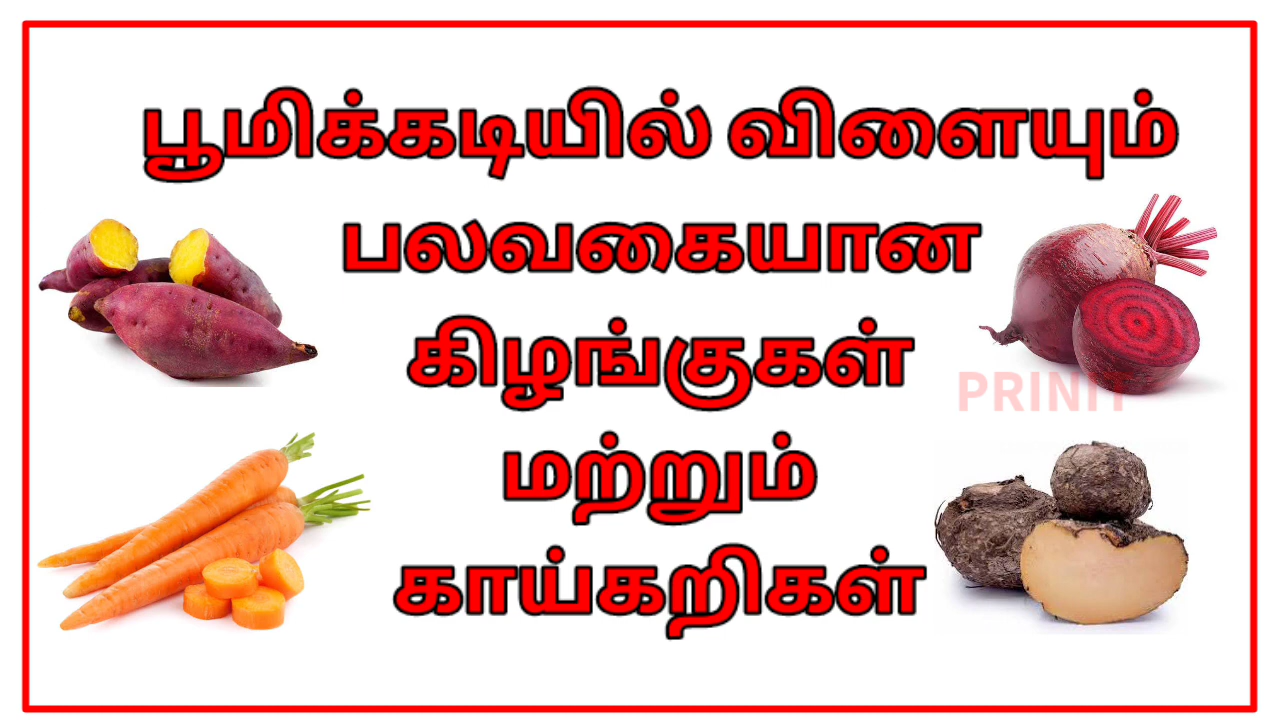 பூமிக்கடியில் விளையும்
பலவகையான
கிழங்குகள்
PRINIT
மற்றும்
காய்கறிகள்